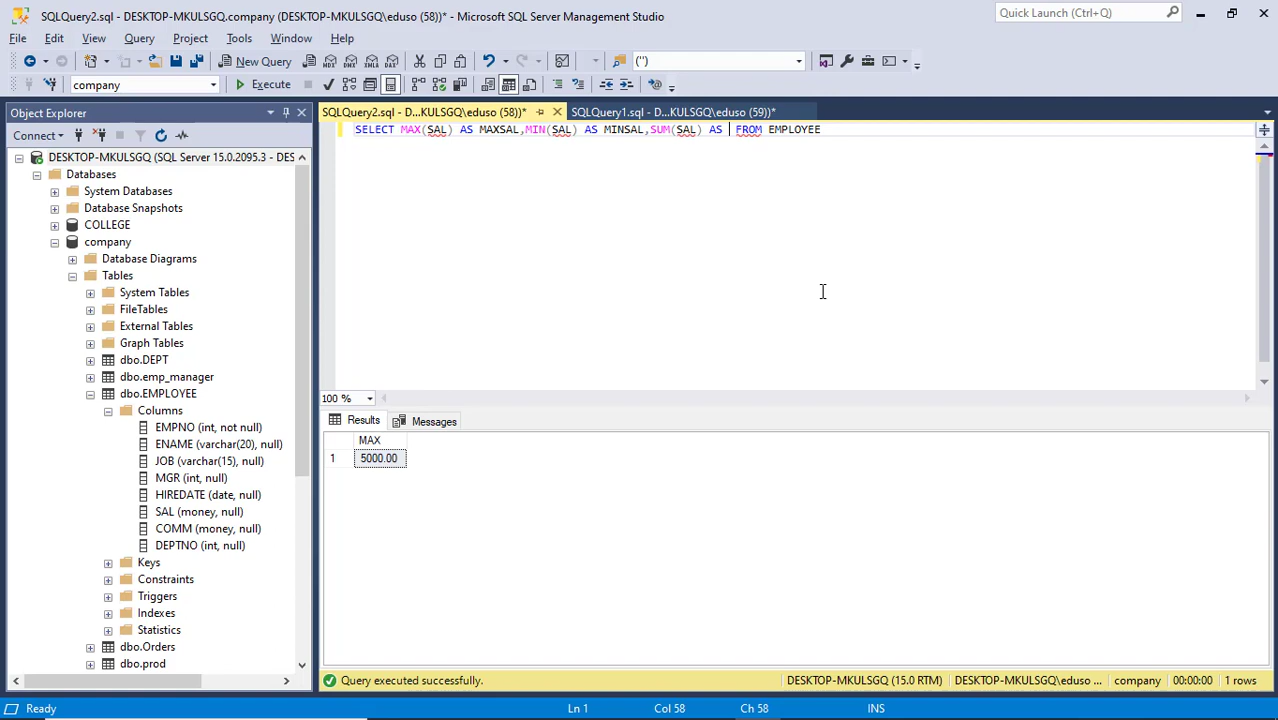 SQLQuery2.sql - DESKTOP-MKULSGQ.company (DESKTOP-MKULSGQ\eduso (58))* - Microsoft SQL Server Management Studio
Quick Launch (Ctrl+Q)
File Edit View Query Project Tools Window Help
New Query
MDX DMX XMLA DAX
('')
company
Execute
Object Explorer
SQLQuery2.sql - D...KULSGQ\eduso (58))*
SQLQuery1.sql - D...KULSGQ\eduso (59))*
Connect
SELECT MAX(SAL) AS MAXSAL,MIN(SAL) AS MINSAL,SUM(SAL) AS FROM EMPLOYEE
DESKTOP-MKULSGQ (SQL Server 15.0.2095.3 - DES
Databases
System Databases
Database Snapshots
COLLEGE
company
Database Diagrams
Tables
System Tables
FileTables
External Tables
Graph Tables
dbo.DEPT
dbo.emp_manager
dbo.EMPLOYEE
Columns
EMPNO (int, not null)
ENAME (varchar(20), null)
JOB (varchar(15), null)
MGR (int, null)
HIREDATE (date, null)
SAL (money, null)
COMM (money, null)
DEPTNO (int, null)
Keys
Constraints
Triggers
Indexes
Statistics
dbo.Orders
dbo.prod
100 %
Results Messages
MAX
1 5000.00
Query executed successfully.
DESKTOP-MKULSGQ (15.0 RTM) DESKTOP-MKULSGQ\eduso ... company 00:00:00 1 rows
Ready Ln 1 Col 58 Ch 58 INS